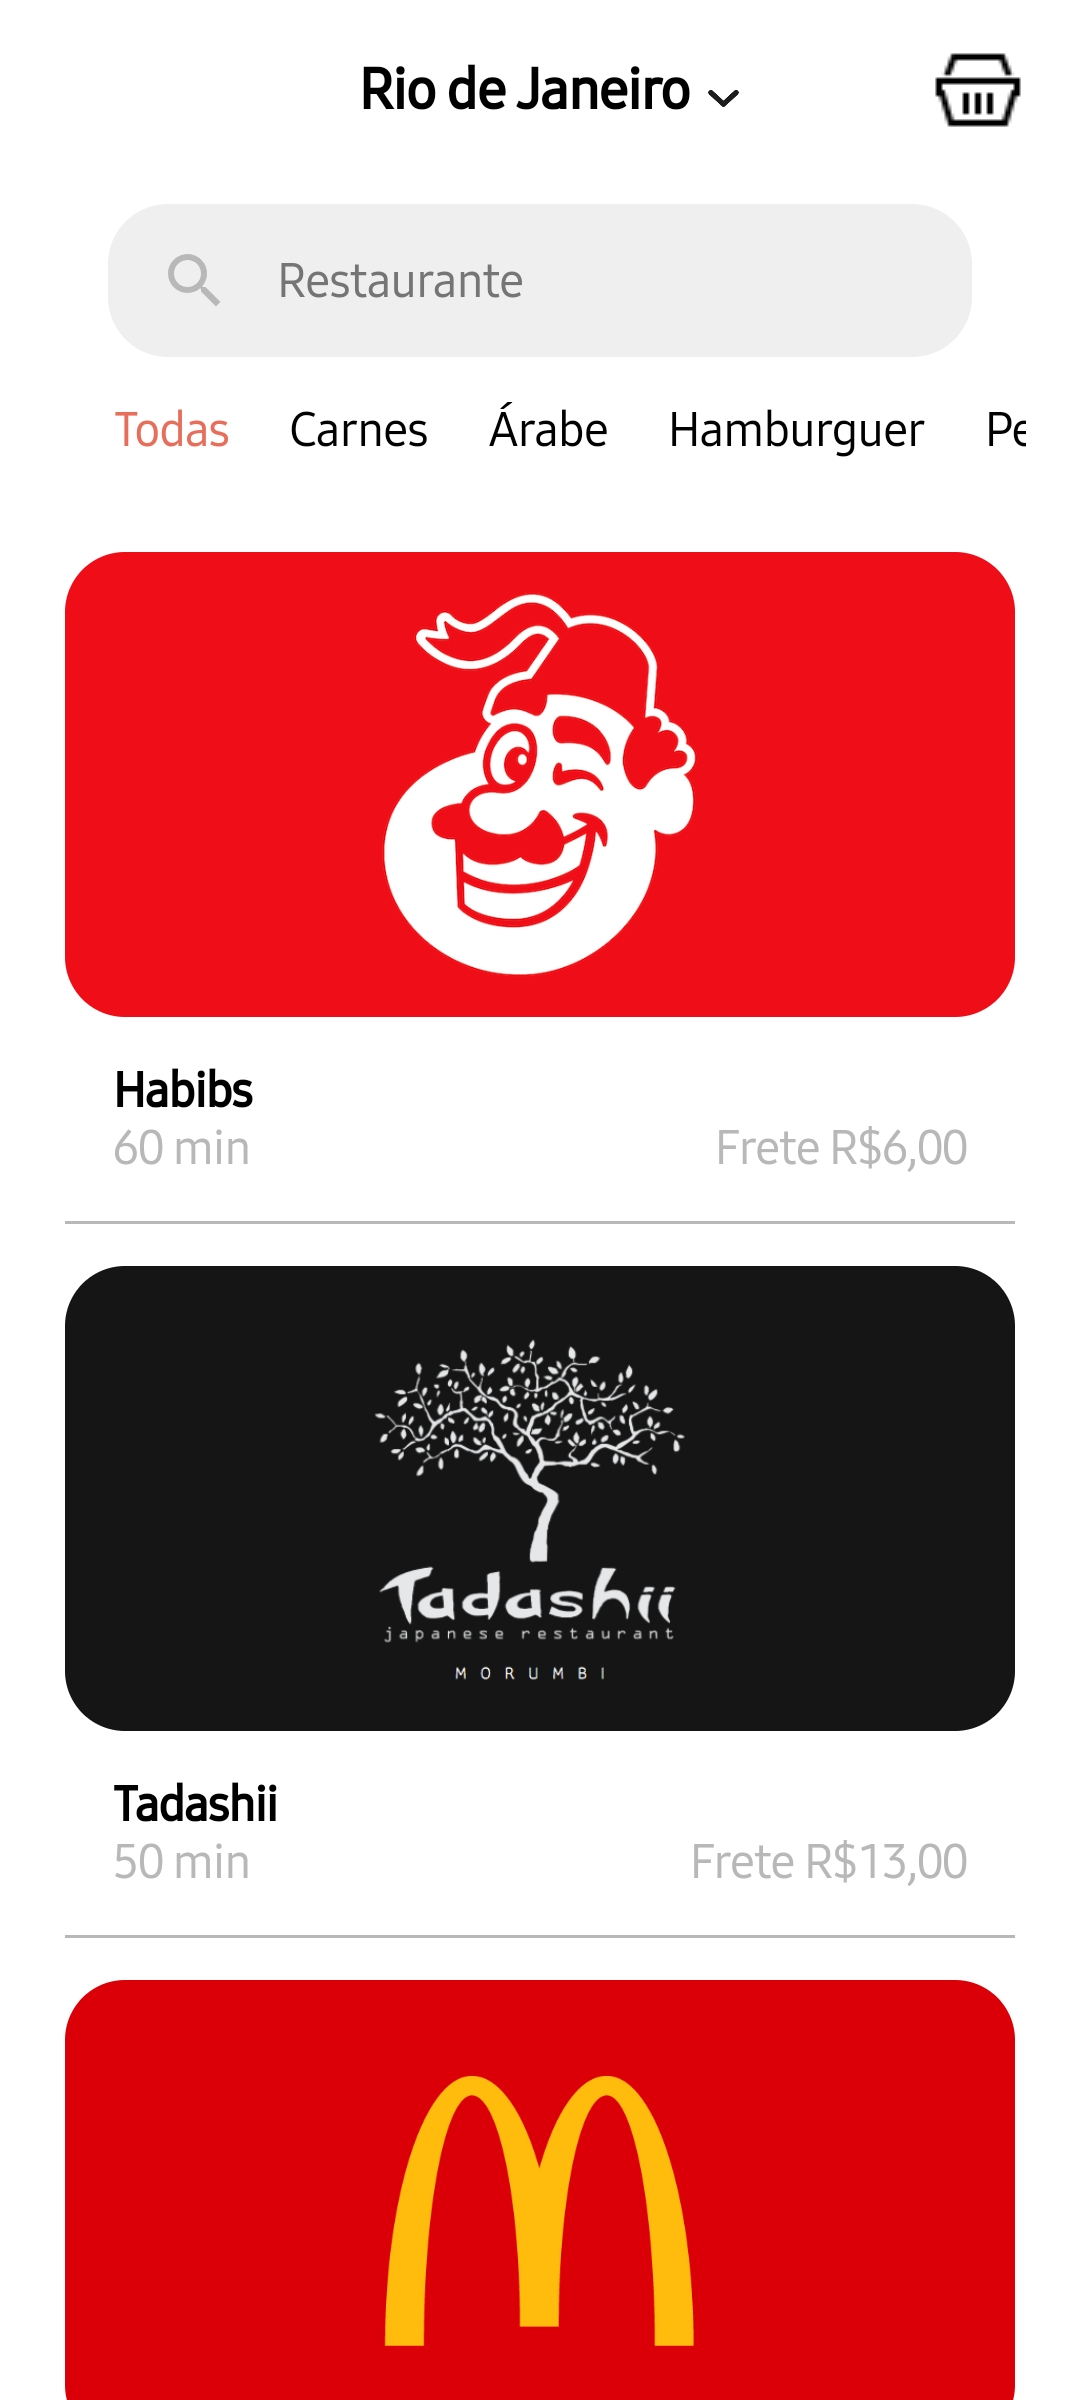 Rio de Janeiro
Restaurante
Todas Carnes Árabe Hamburguer Pe
Habibs
60 min Frete R$6,00
Tadashii
japanese restaurant
MORUMBI
Tadashii
50 min Frete R$13,00